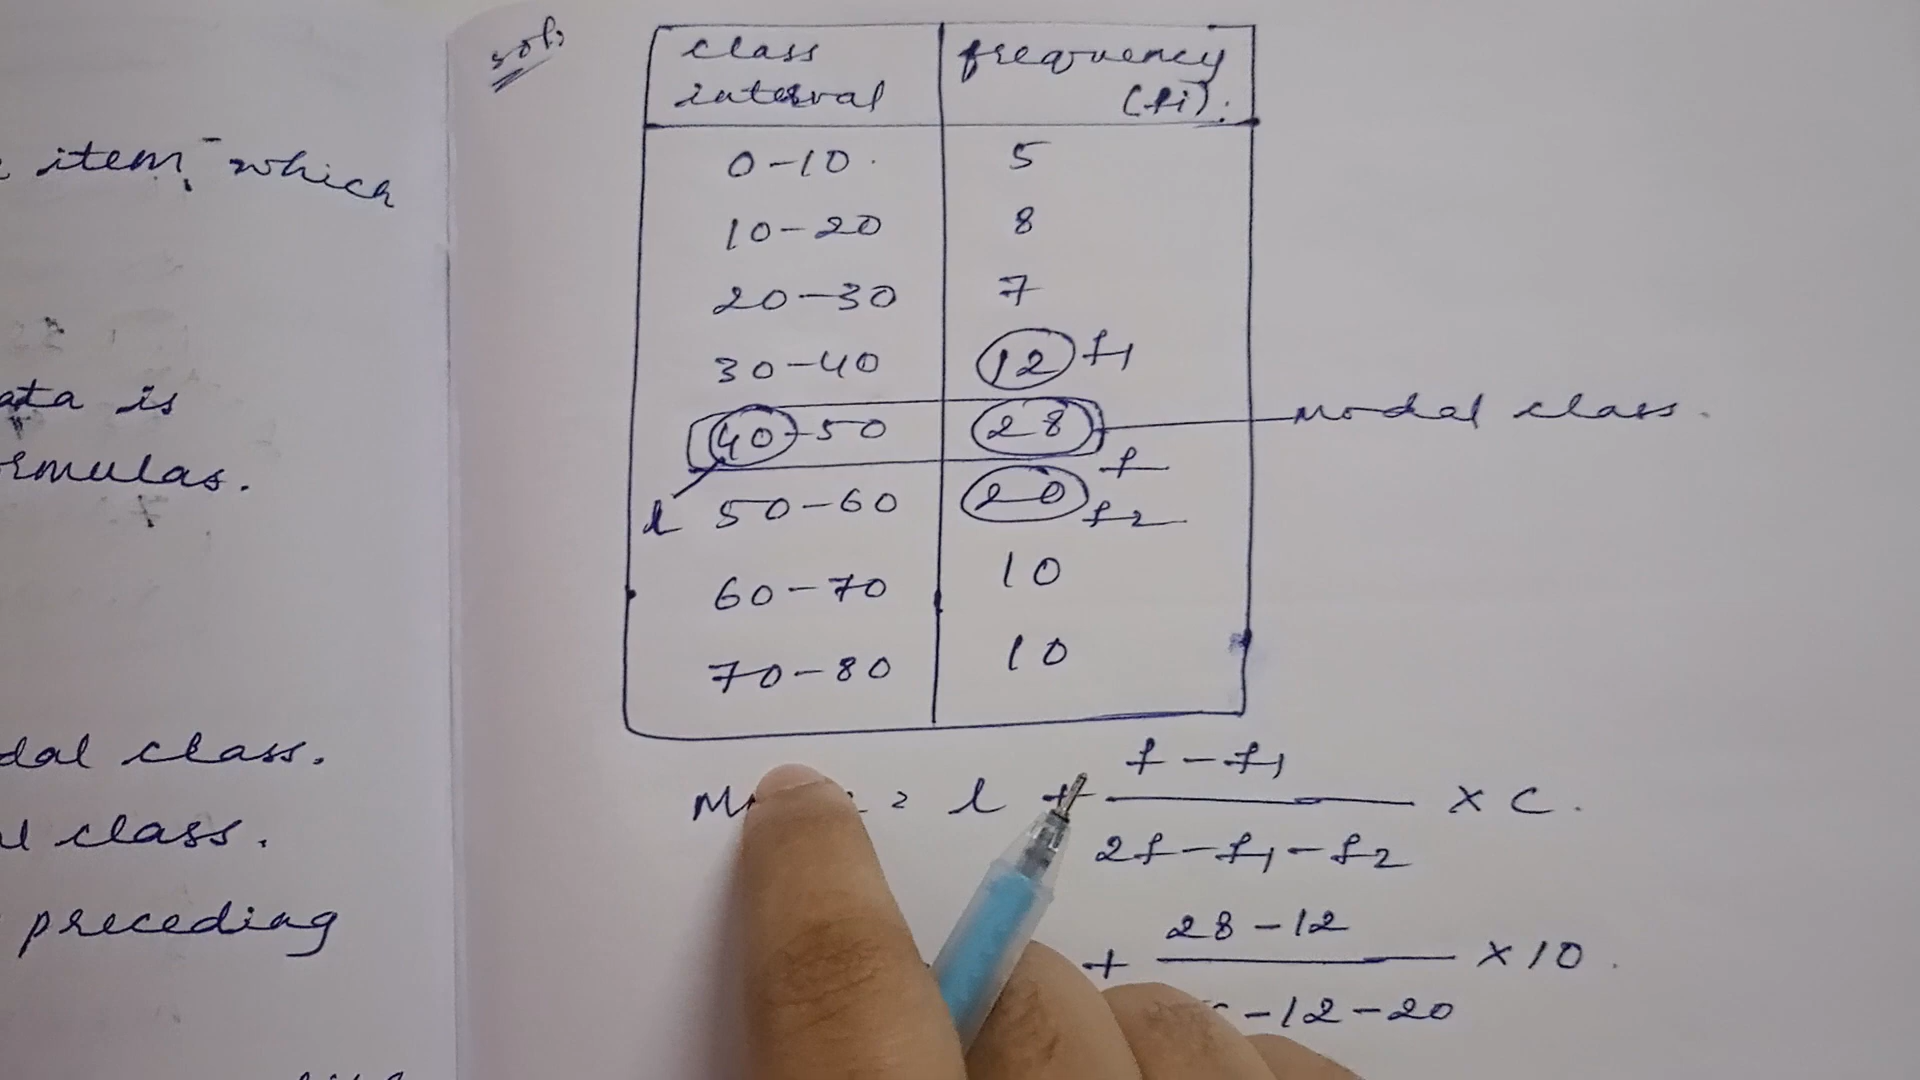 item, which
ata is
ormulas.
dal class.
l class.
preceding
Sol:
class interval | frequency (fi).
0-10 | 5
10-20 | 8
20-30 | 7
30-40 | 12 f1
40-50 | 28 f Modal class.
l 50-60 | 20 f2
60-70 | 10
70-80 | 10
= l + f-f1 / 2f-f1-f2 × c.
+ 28-12 / -12-20 × 10.